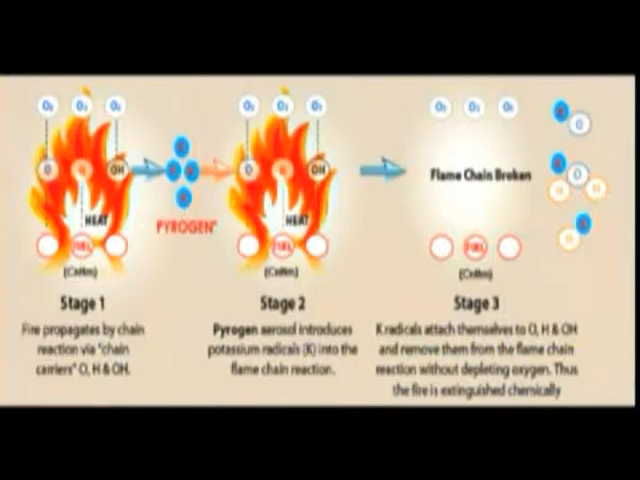 O₂ O₂ O₂ O₂ O₂ O₂ O₂ O₂ O₂
O H OH O OH
K K K K
HEAT HEAT
PYROGEN®
Flame Chain Broken
FUEL FUEL FUEL
(CxHm) (CxHm) (CxHm)
Stage 1
Fire propagates by chain
reaction via "chain
carriers" O, H & OH.
Stage 2
Pyrogen aerosol introduces
potassium radicals (K) into the
flame chain reaction.
Stage 3
K radicals attach themselves to O, H & OH
and remove them from the flame chain
reaction without depleting oxygen. Thus
the fire is extinguished chemically